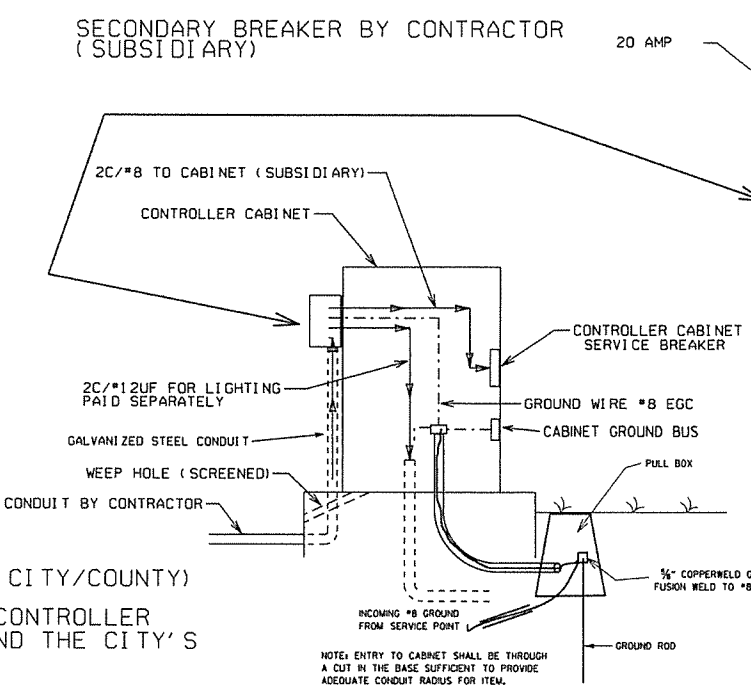 SECONDARY BREAKER BY CONTRACTOR
(SUBSIDIARY)
20 AMP
2C/#8 TO CABINET (SUBSIDIARY)
CONTROLLER CABINET
CONTROLLER CABINET
SERVICE BREAKER
2C/#12UF FOR LIGHTING
PAID SEPARATELY
GROUND WIRE #8 EGC
GALVANIZED STEEL CONDUIT
CABINET GROUND BUS
WEEP HOLE (SCREENED)
PULL BOX
CONDUIT BY CONTRACTOR
CITY/COUNTY)
5/8" COPPERWELD
FUSION WELD TO #8
CONTROLLER
ND THE CITY'S
INCOMING #8 GROUND
FROM SERVICE POINT
GROUND ROD
NOTE: ENTRY TO CABINET SHALL BE THROUGH
A CUT IN THE BASE SUFFICIENT TO PROVIDE
ADEQUATE CONDUIT RADIUS FOR ITEM.